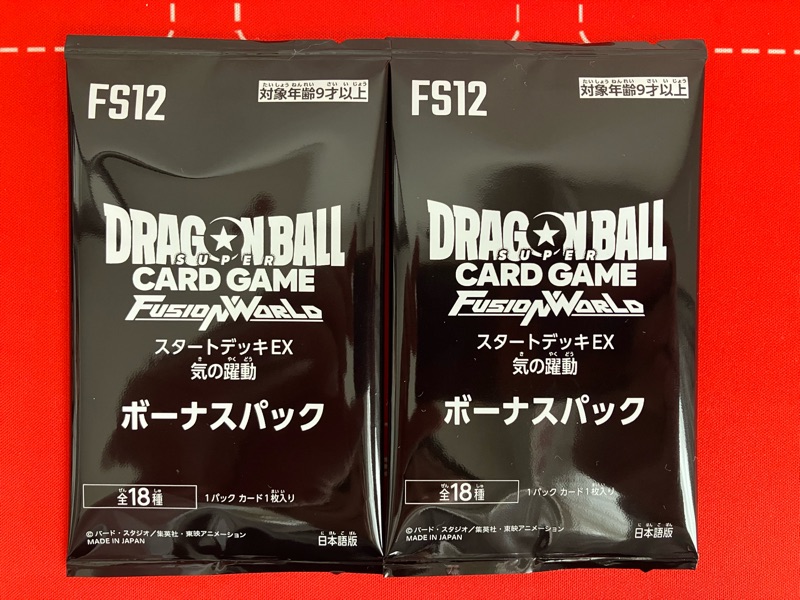 FS12
対象年齢9才以上
DRAGON BALL
SUPER
CARD GAME
FUSION WORLD
スタートデッキEX
気の躍動
ボーナスパック
全18種
1パック カード1枚入り
©バード・スタジオ/集英社・東映アニメーション
MADE IN JAPAN
日本語版
FS12
対象年齢9才以上
DRAGON BALL
SUPER
CARD GAME
FUSION WORLD
スタートデッキEX
気の躍動
ボーナスパック
全18種
1パック カード1枚入り
©バード・スタジオ/集英社・東映アニメーション
MADE IN JAPAN
日本語版